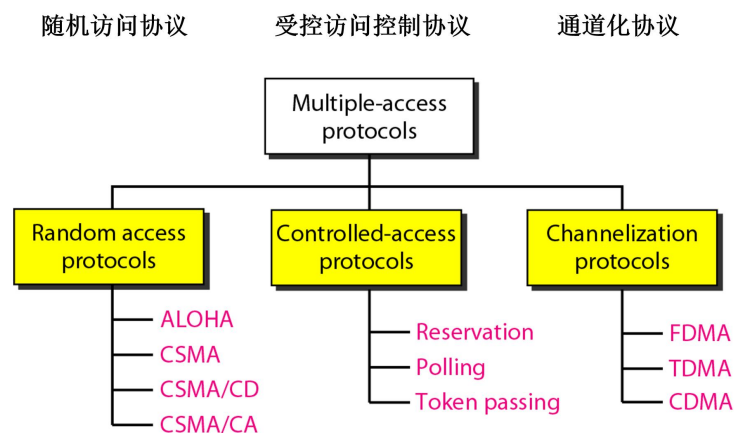 随机访问协议
受控访问控制协议
通道化协议
Multiple-access
protocols
Random access
protocols
Controlled-access
protocols
Channelization
protocols
ALOHA
CSMA
CSMA/CD
CSMA/CA
Reservation
Polling
Token passing
FDMA
TDMA
CDMA